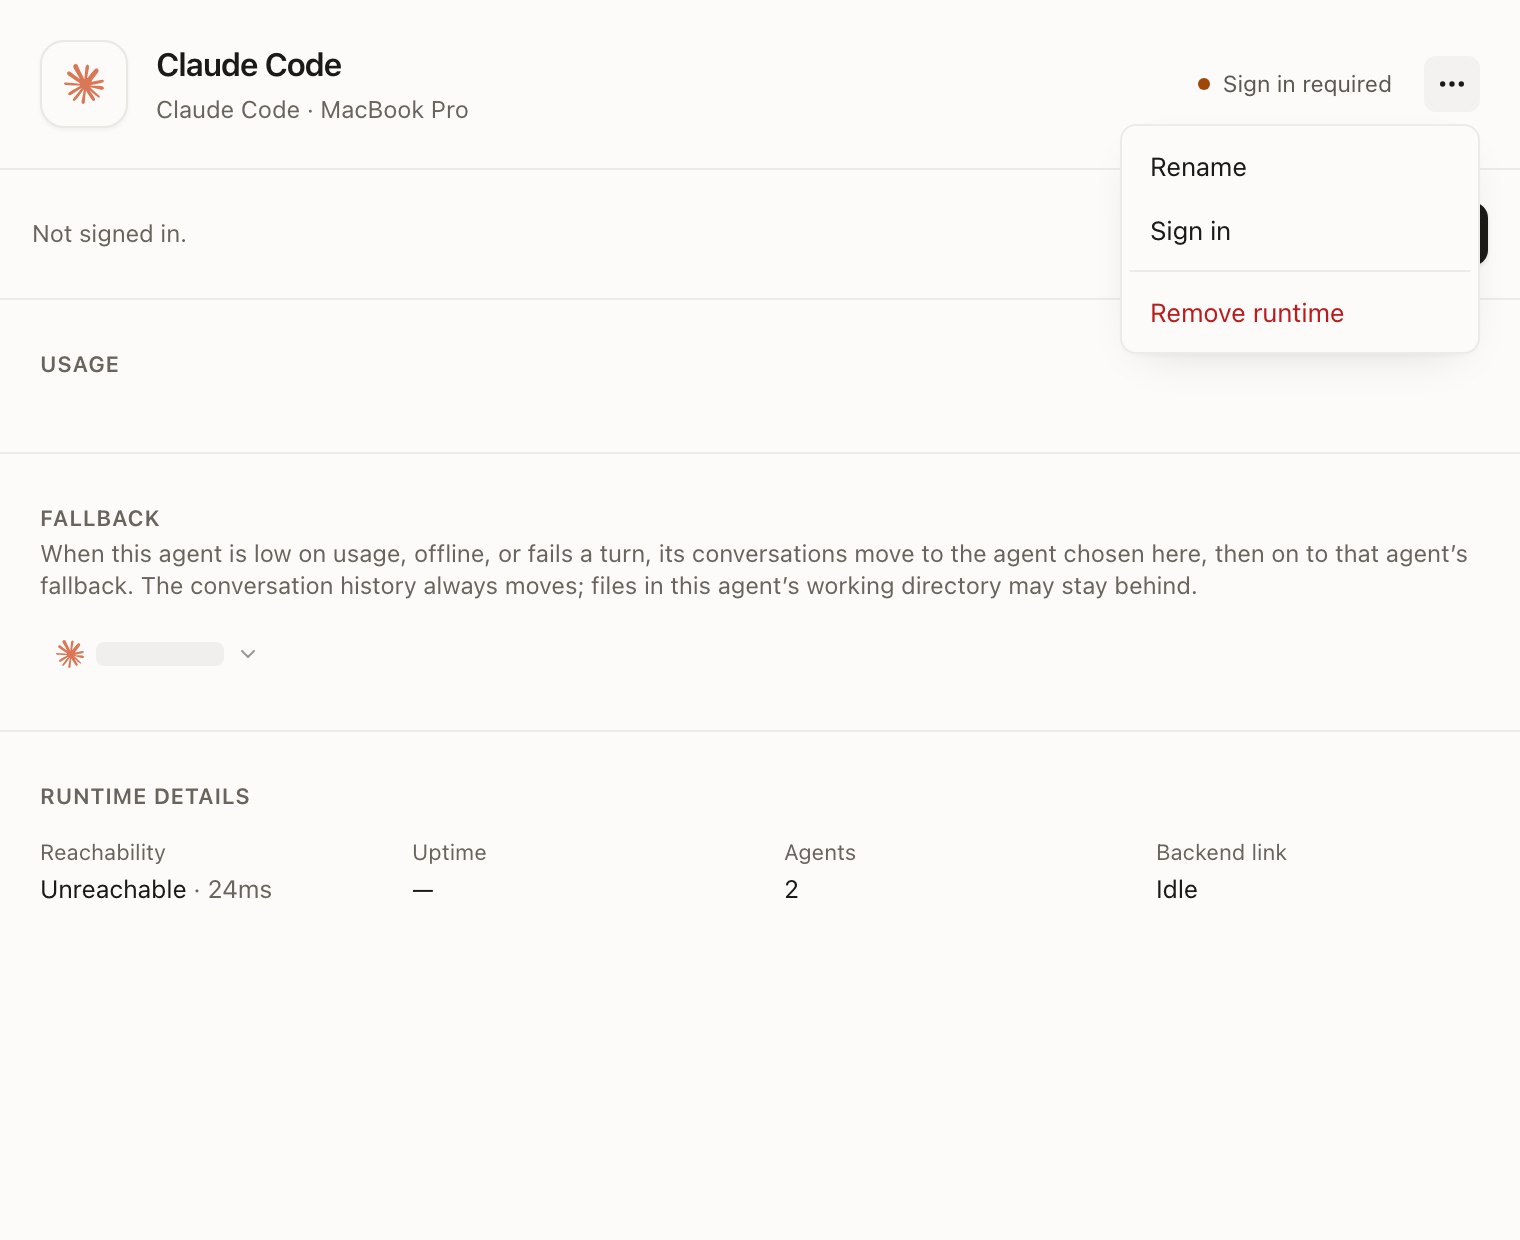 Claude Code
Claude Code · MacBook Pro
Sign in required
Rename
Sign in
Remove runtime
Not signed in.
USAGE
FALLBACK
When this agent is low on usage, offline, or fails a turn, its conversations move to the agent chosen here, then on to that agent’s
fallback. The conversation history always moves; files in this agent’s working directory may stay behind.
RUNTIME DETAILS
Reachability
Unreachable · 24ms
Uptime
—
Agents
2
Backend link
Idle